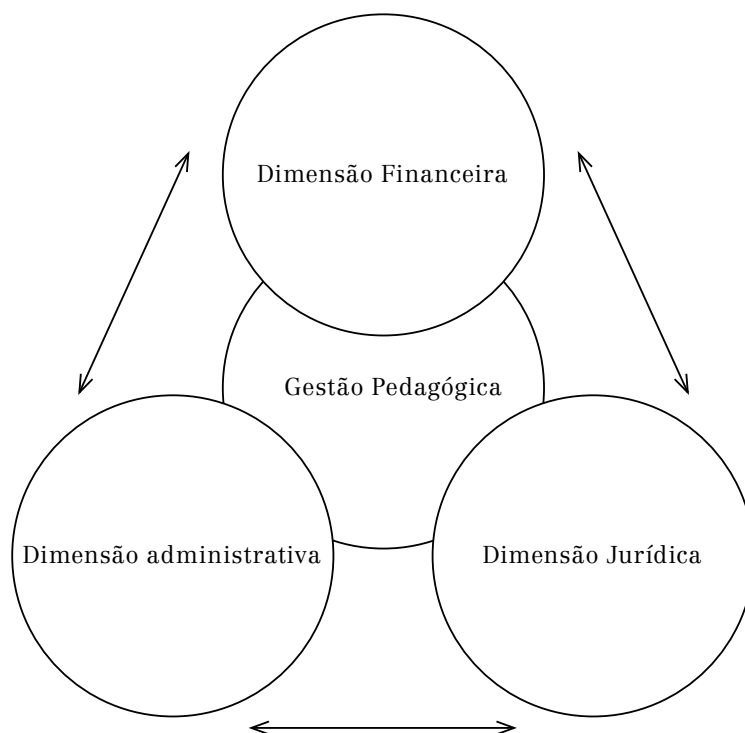 Dimensão Financeira
Gestão Pedagógica
Dimensão administrativa
Dimensão Jurídica